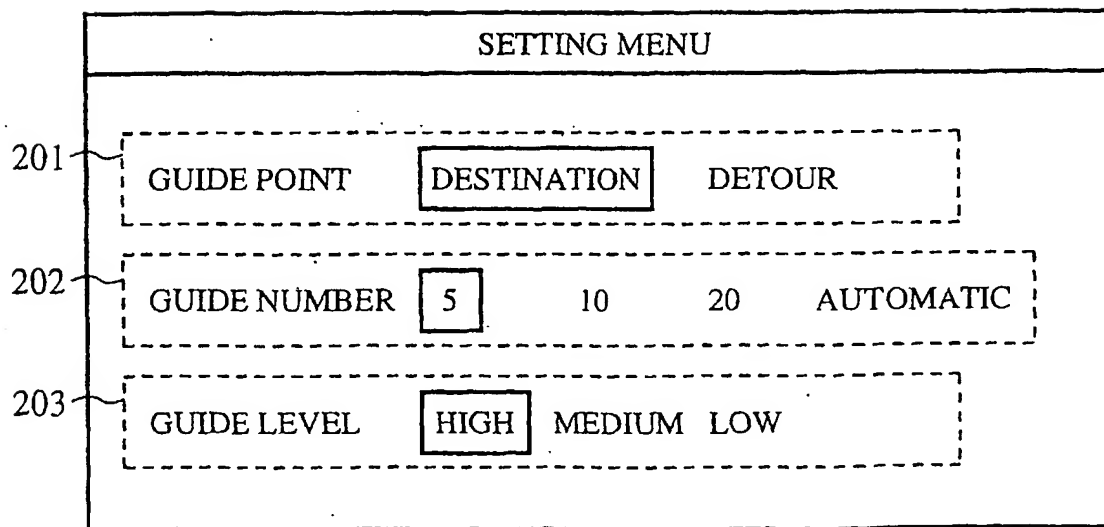 SETTING MENU
201 GUIDE POINT DESTINATION DETOUR
202 GUIDE NUMBER 5 10 20 AUTOMATIC
203 GUIDE LEVEL HIGH MEDIUM LOW